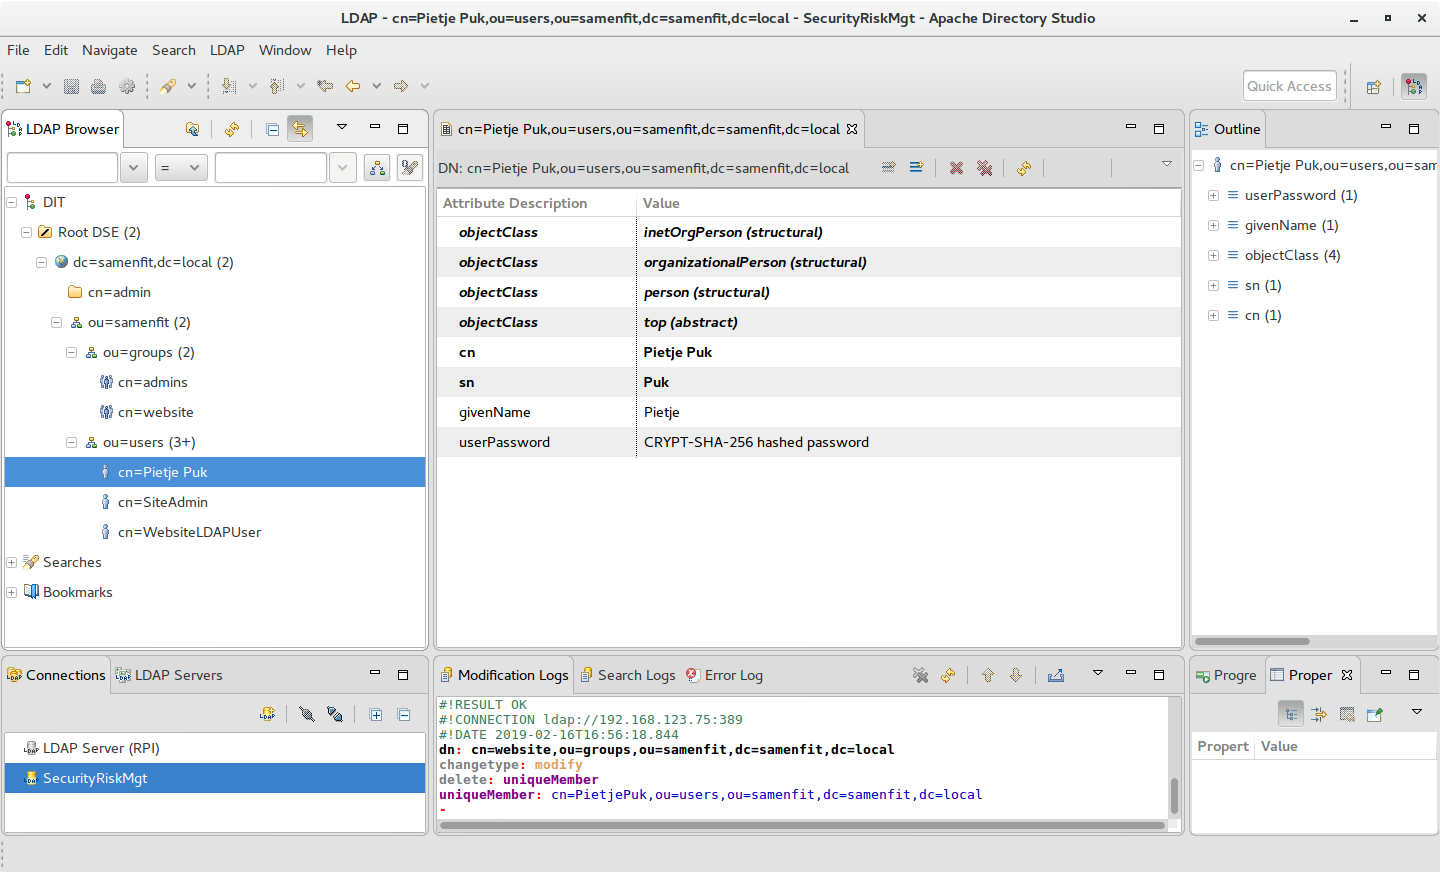 LDAP - cn=Pietje Puk,ou=users,ou=samenfit,dc=samenfit,dc=local - SecurityRiskMgt - Apache Directory Studio
File Edit Navigate Search LDAP Window Help
Quick Access
LDAP Browser
=
DIT
Root DSE (2)
dc=samenfit,dc=local (2)
cn=admin
ou=samenfit (2)
ou=groups (2)
cn=admins
cn=website
ou=users (3+)
cn=Pietje Puk
cn=SiteAdmin
cn=WebsiteLDAPUser
Searches
Bookmarks
cn=Pietje Puk,ou=users,ou=samenfit,dc=samenfit,dc=local
DN: cn=Pietje Puk,ou=users,ou=samenfit,dc=samenfit,dc=local
Attribute Description Value
objectClass inetOrgPerson (structural)
objectClass organizationalPerson (structural)
objectClass person (structural)
objectClass top (abstract)
cn Pietje Puk
sn Puk
givenName Pietje
userPassword CRYPT-SHA-256 hashed password
Outline
cn=Pietje Puk,ou=users,ou=sam
userPassword (1)
givenName (1)
objectClass (4)
sn (1)
cn (1)
Connections LDAP Servers
LDAP Server (RPI)
SecurityRiskMgt
Modification Logs Search Logs Error Log
#!RESULT OK
#!CONNECTION ldap://192.168.123.75:389
#!DATE 2019-02-16T16:56:18.844
dn: cn=website,ou=groups,ou=samenfit,dc=samenfit,dc=local
changetype: modify
delete: uniqueMember
uniqueMember: cn=PietjePuk,ou=users,ou=samenfit,dc=samenfit,dc=local
-
Progre Proper
Propert Value